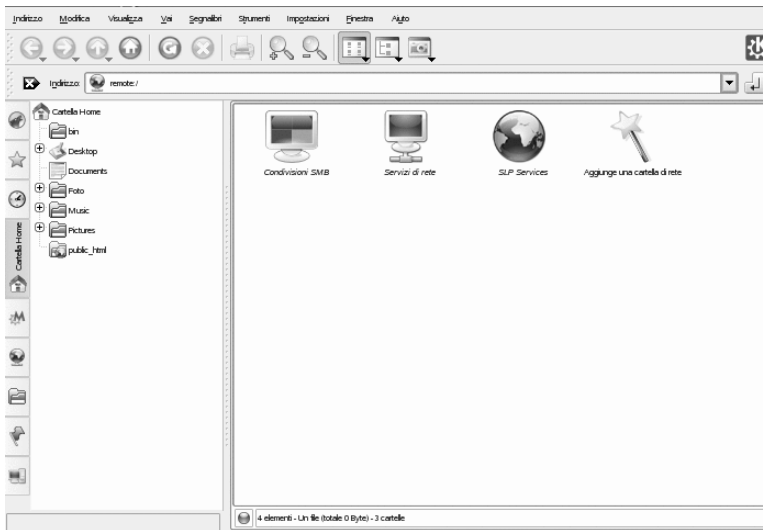 Indirizzo Modifica Visualizza Vai Segnalibri Strumenti Impostazioni Finestra Aiuto
Indirizzo: remote:/
Cartella Home
bin
Desktop
Documents
Foto
Music
Pictures
public_html
Cartella Home
Condivisioni SMB
Servizi di rete
SLP Services
Aggiunge una cartella di rete
4 elementi - Un file (totale 0 Byte) - 3 cartelle